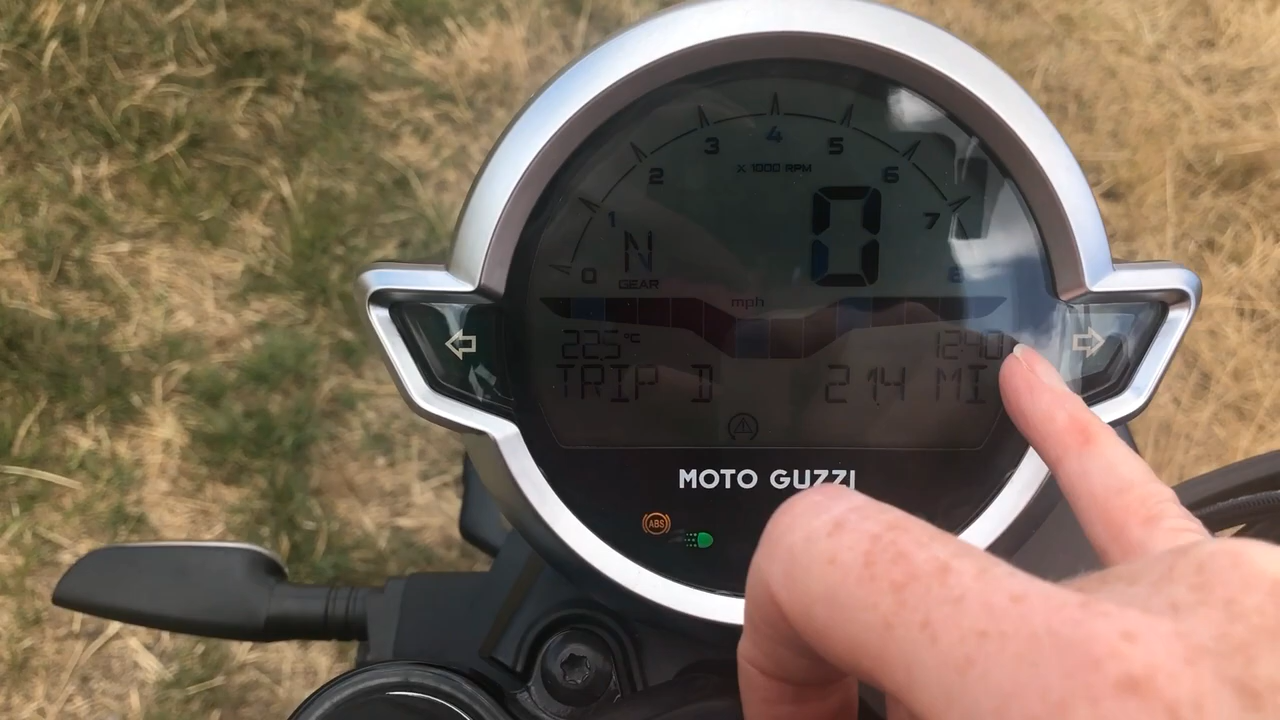 4
3 5
X 1000 RPM
2 6
1 7
N 0
0 GEAR 8
mph
22.5°C 12:40
TRIP D 214 MI
MOTO GUZZI
ABS